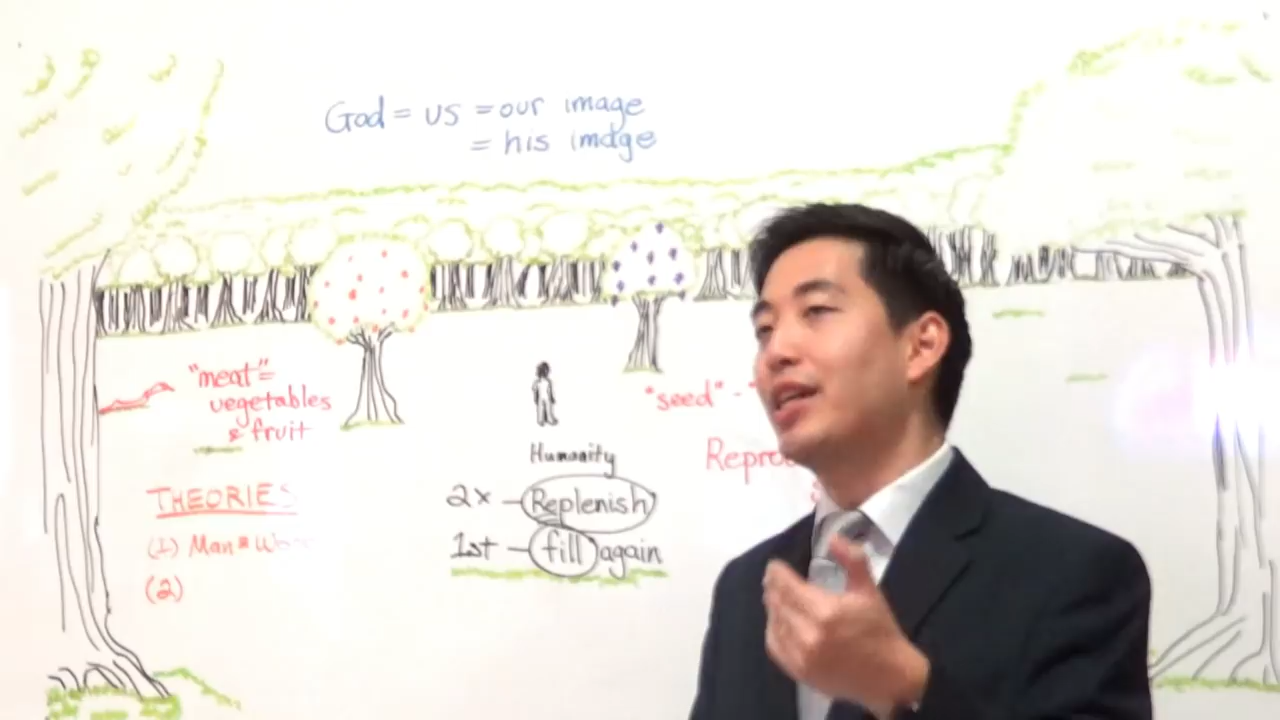 God = us = our image
= his image
"meat" =
vegetables
& fruit
"seed" -
Humanity
THEORIES
2x - Replenish
1st - fill again
(1) Man =
(2)